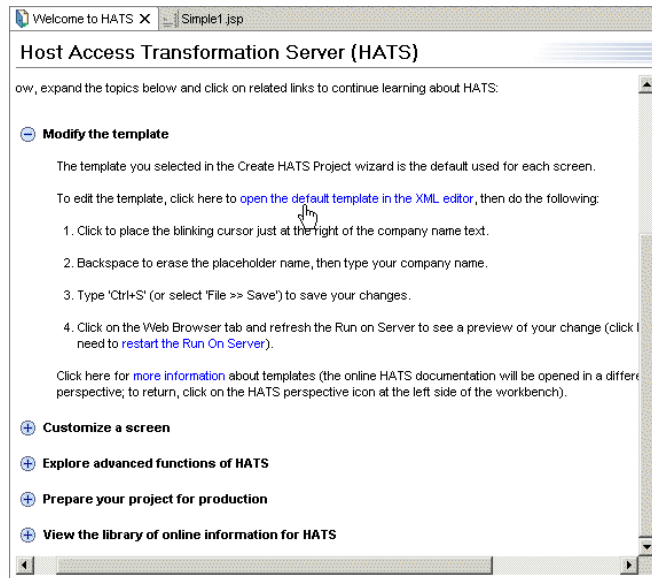 Welcome to HATS X Simple1.jsp
Host Access Transformation Server (HATS)
ow, expand the topics below and click on related links to continue learning about HATS:
Modify the template
The template you selected in the Create HATS Project wizard is the default used for each screen.
To edit the template, click here to open the default template in the XML editor, then do the following:
1. Click to place the blinking cursor just at the right of the company name text.
2. Backspace to erase the placeholder name, then type your company name.
3. Type 'Ctrl+S' (or select 'File >> Save') to save your changes.
4. Click on the Web Browser tab and refresh the Run on Server to see a preview of your change (click
need to restart the Run On Server).
Click here for more information about templates (the online HATS documentation will be opened in a differe
perspective; to return, click on the HATS perspective icon at the left side of the workbench).
Customize a screen
Explore advanced functions of HATS
Prepare your project for production
View the library of online information for HATS